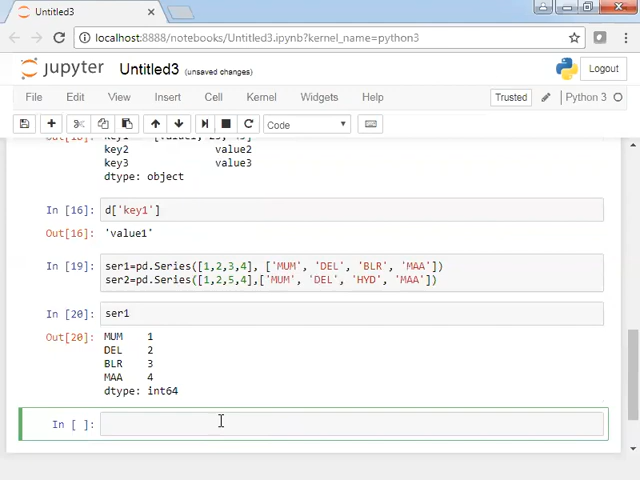 Untitled3
localhost:8888/notebooks/Untitled3.ipynb?kernel_name=python3
jupyter Untitled3 (unsaved changes) Logout
File Edit View Insert Cell Kernel Widgets Help Trusted Python 3
Code
key2 value2
key3 value3
dtype: object
In [16]: d['key1']
Out[16]: 'value1'
In [19]: ser1=pd.Series([1,2,3,4], ['MUM', 'DEL', 'BLR', 'MAA'])
ser2=pd.Series([1,2,5,4],['MUM', 'DEL', 'HYD', 'MAA'])
In [20]: ser1
Out[20]: MUM 1
DEL 2
BLR 3
MAA 4
dtype: int64
In [ ]: